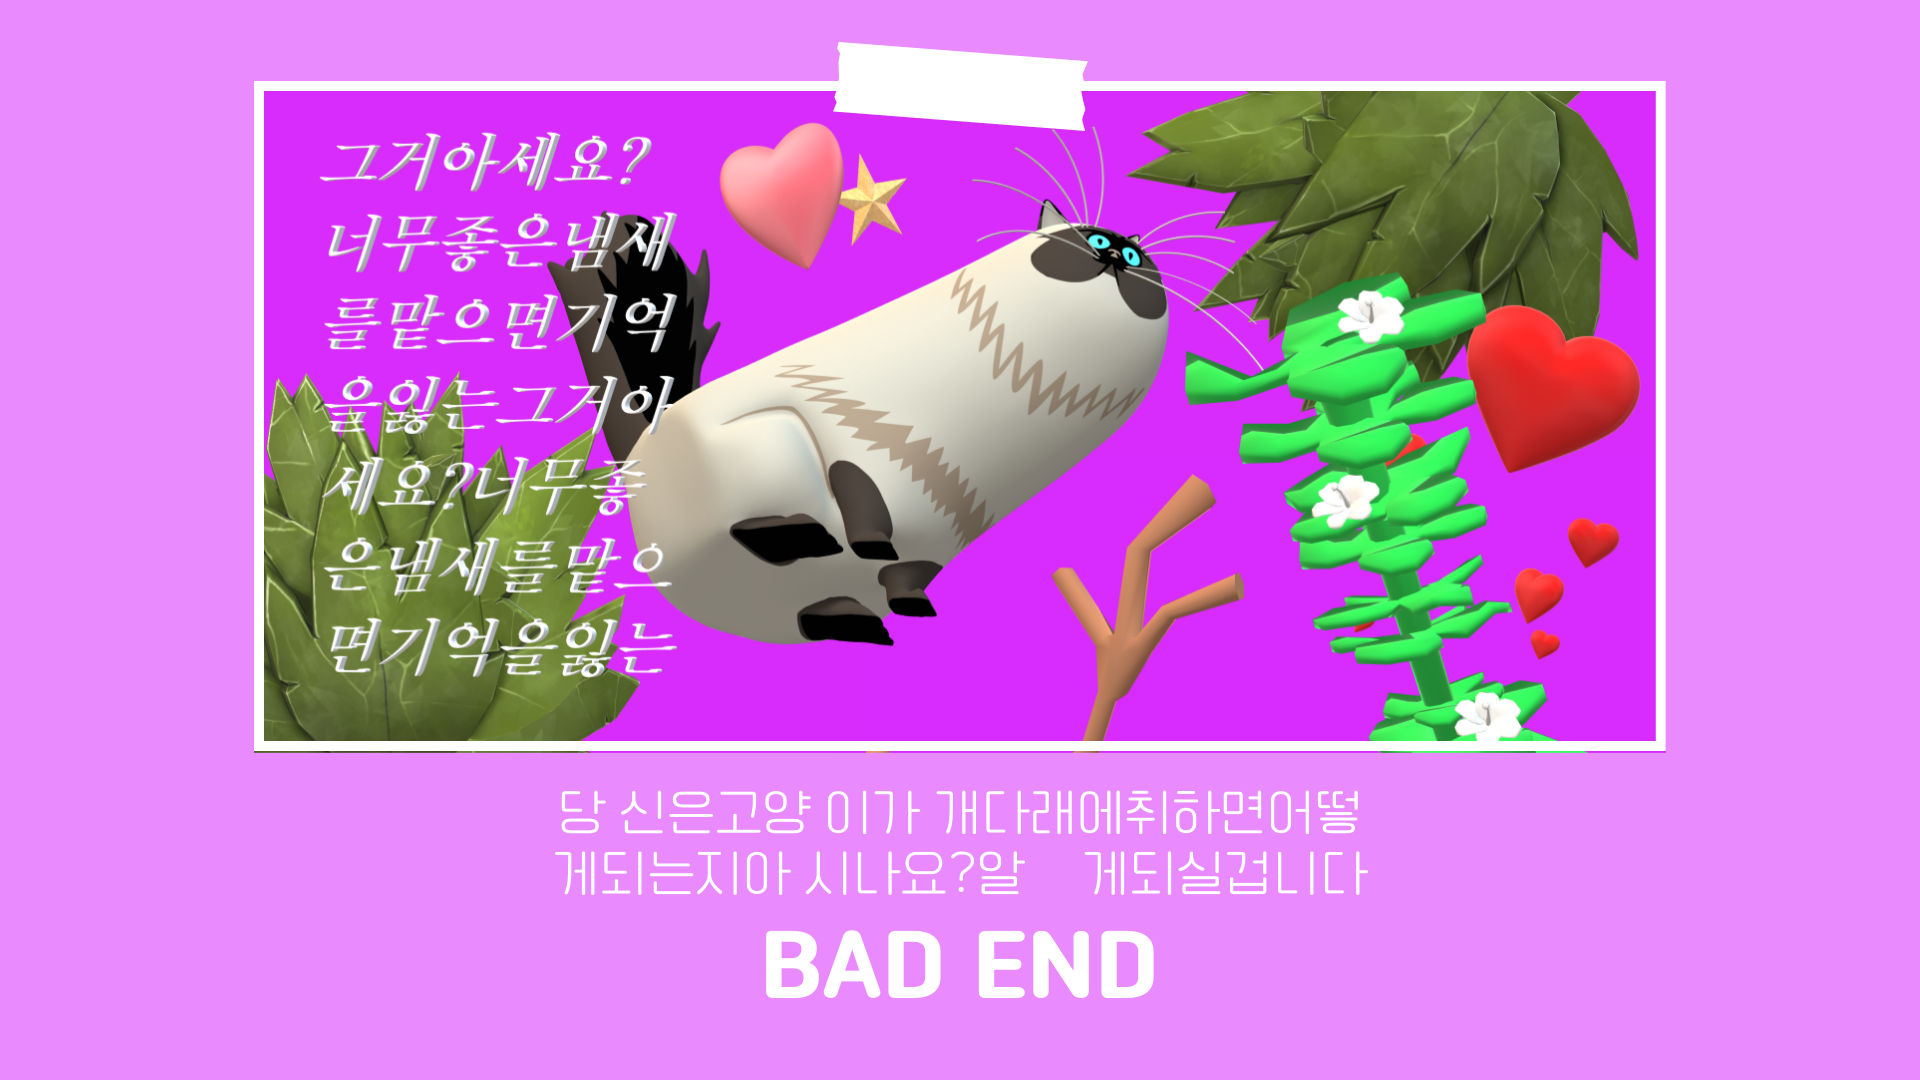 그거아세요?
너무좋은냄새
를맡으면기억
을잃는그거아
세요?너무좋
은냄새를맡으
면기억을잃는
당 신은고양 이가 개다래에취하면어떻
게되는지아 시나요?알 게되실겁니다
BAD END